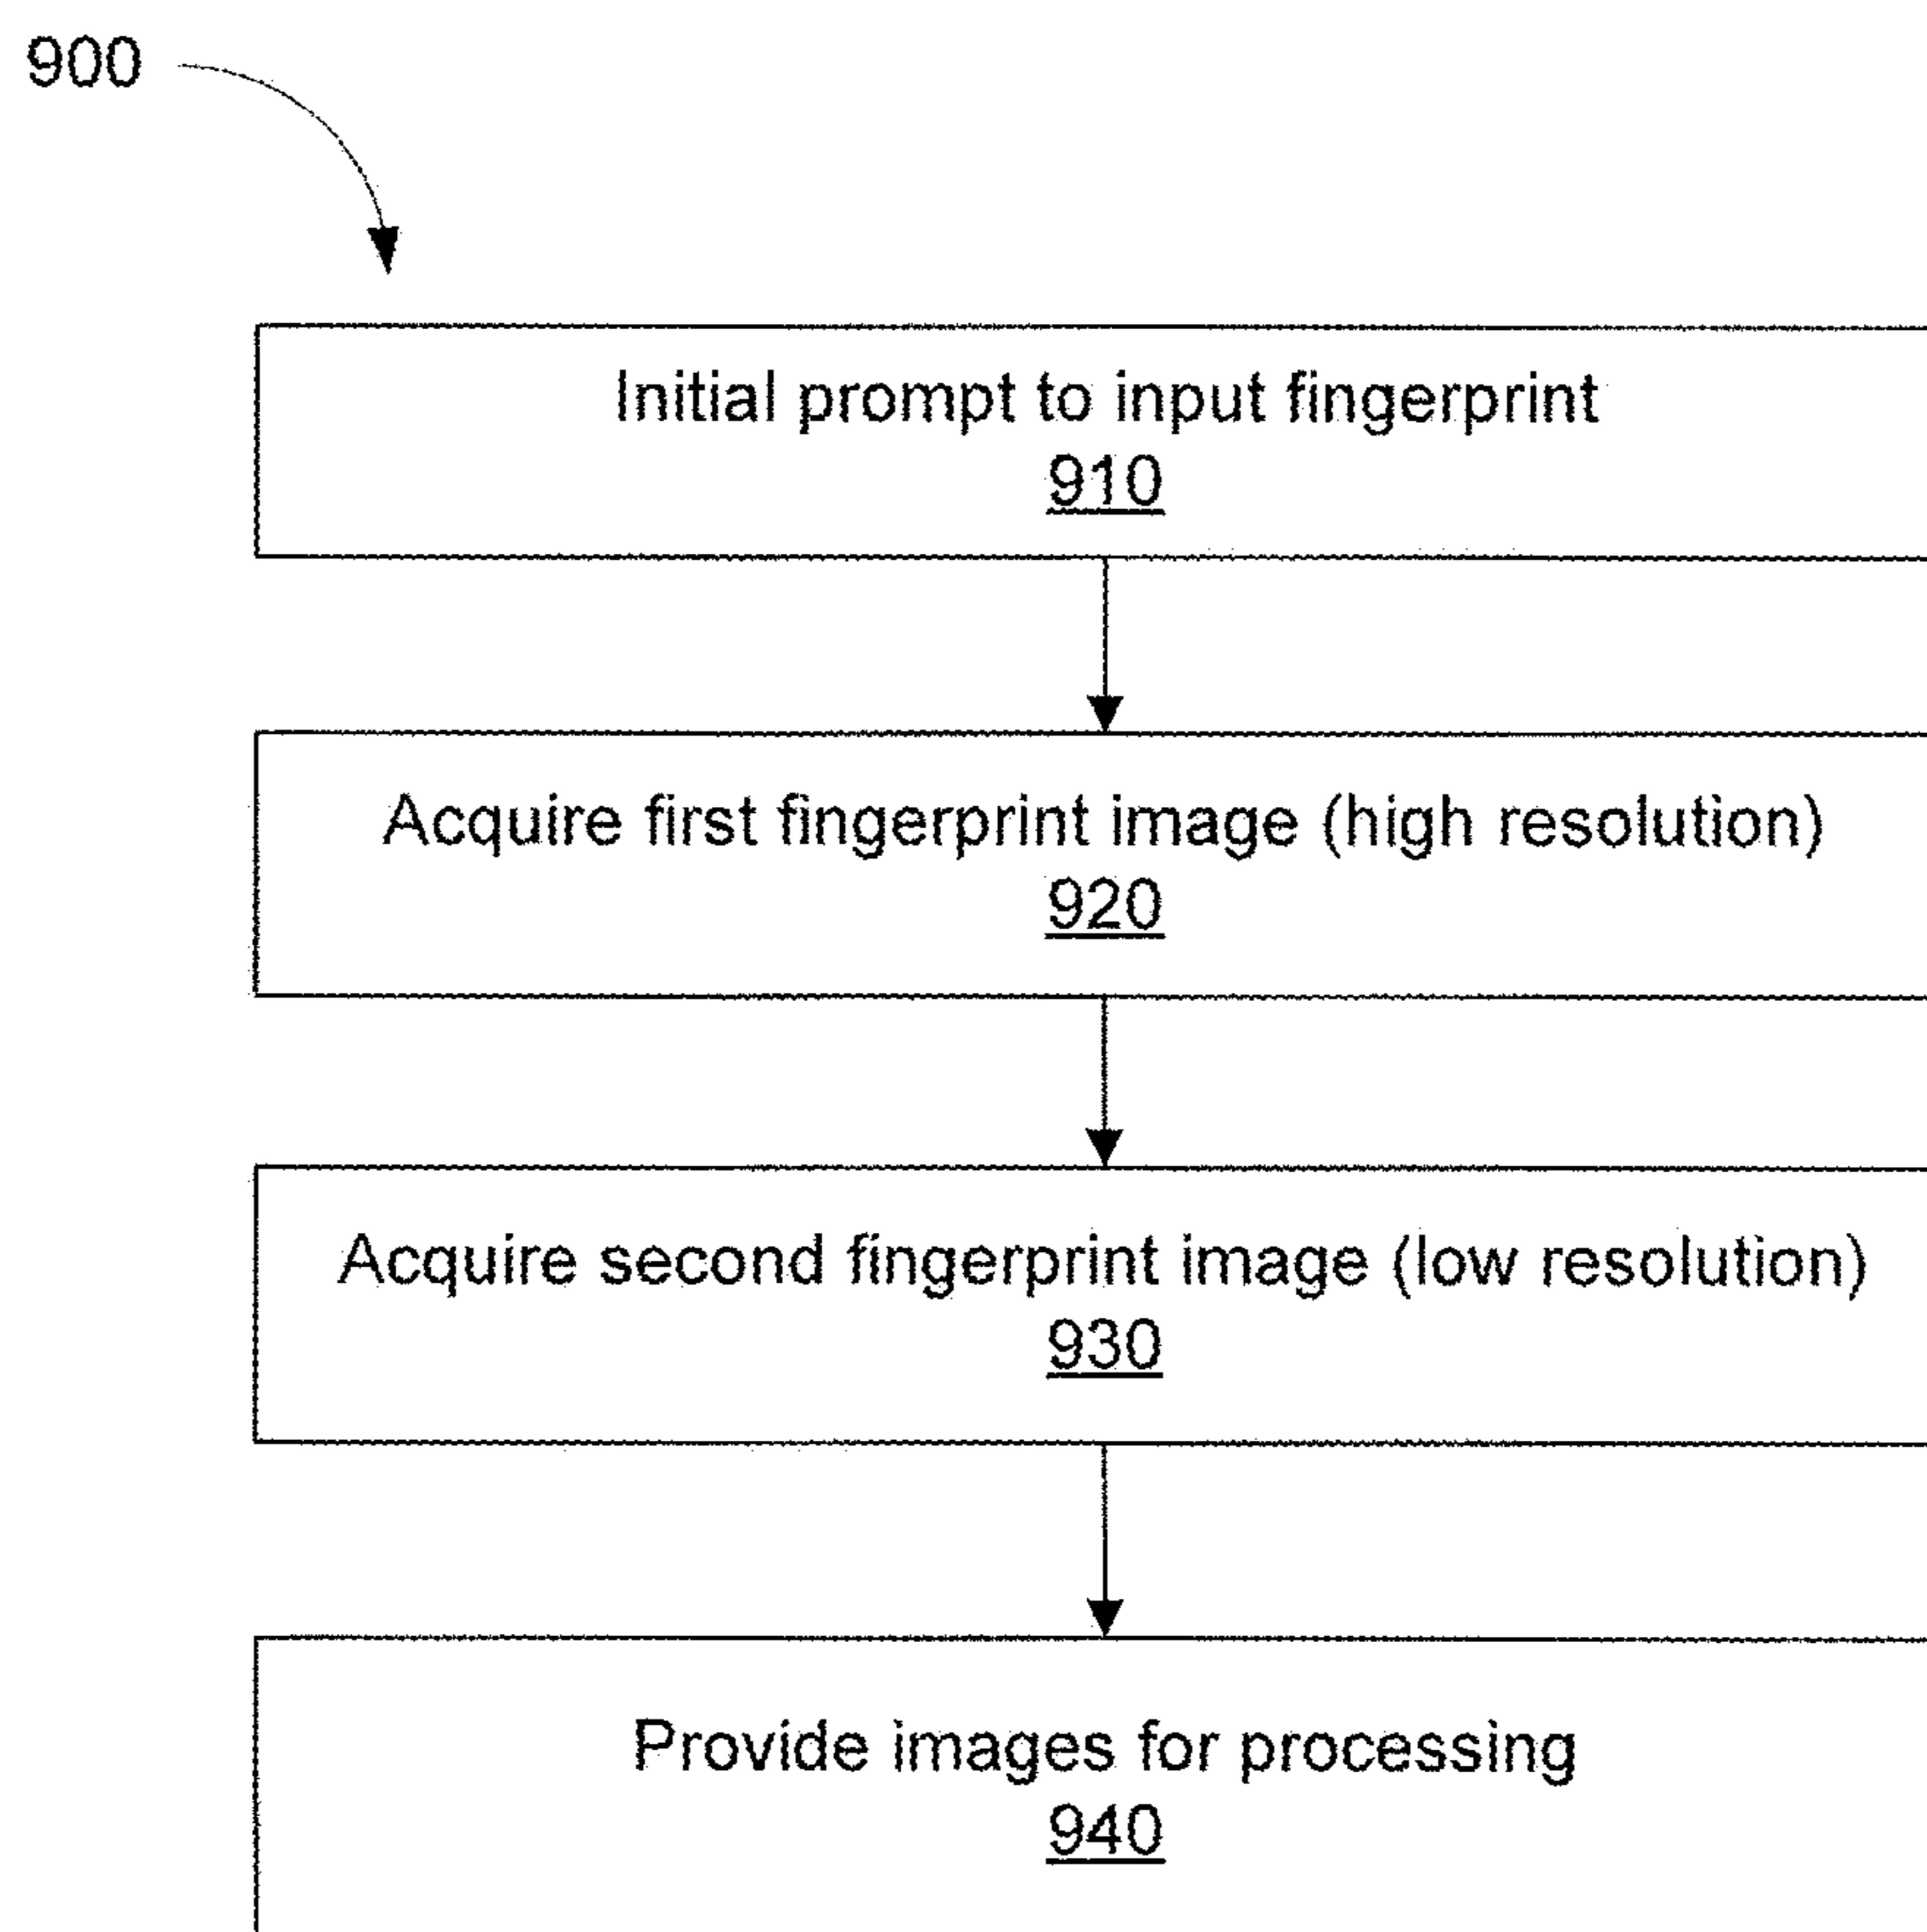 900
Initial prompt to input fingerprint
910
Acquire first fingerprint image (high resolution)
920
Acquire second fingerprint image (low resolution)
930
Provide images for processing
940